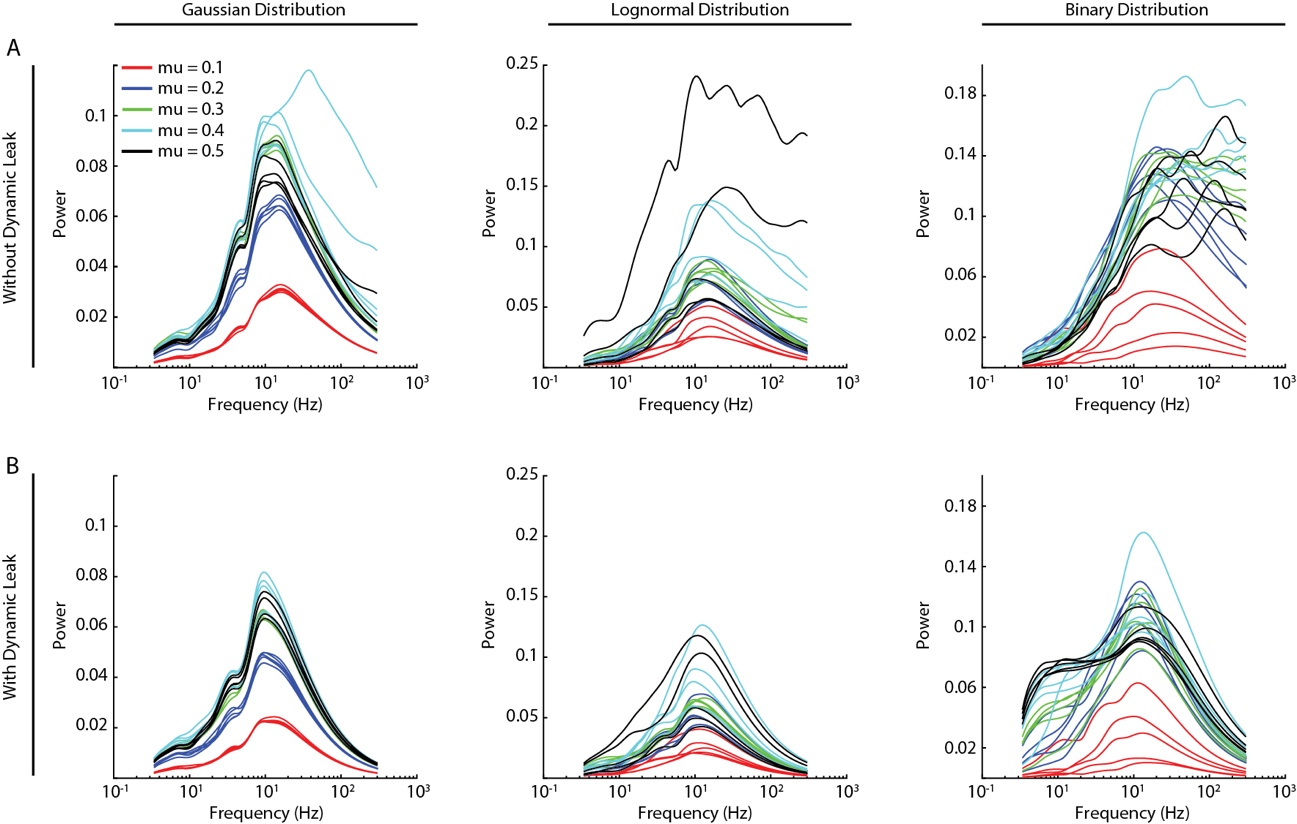 Gaussian Distribution
Lognormal Distribution
Binary Distribution
A
Without Dynamic Leak
Power
0.1
0.08
0.06
0.04
0.02
mu = 0.1
mu = 0.2
mu = 0.3
mu = 0.4
mu = 0.5
10-1 101 101 102 103
Frequency (Hz)
Power
0.25
0.2
0.15
0.1
0.05
10-1 101 101 102 103
Frequency (Hz)
Power
0.18
0.14
0.1
0.06
0.02
10-1 101 101 102 103
Frequency (Hz)
B
With Dynamic Leak
Power
0.1
0.08
0.06
0.04
0.02
10-1 101 101 102 103
Frequency (Hz)
Power
0.25
0.2
0.15
0.1
0.05
10-1 101 101 102 103
Frequency (Hz)
Power
0.18
0.14
0.1
0.06
0.02
10-1 101 101 102 103
Frequency (Hz)